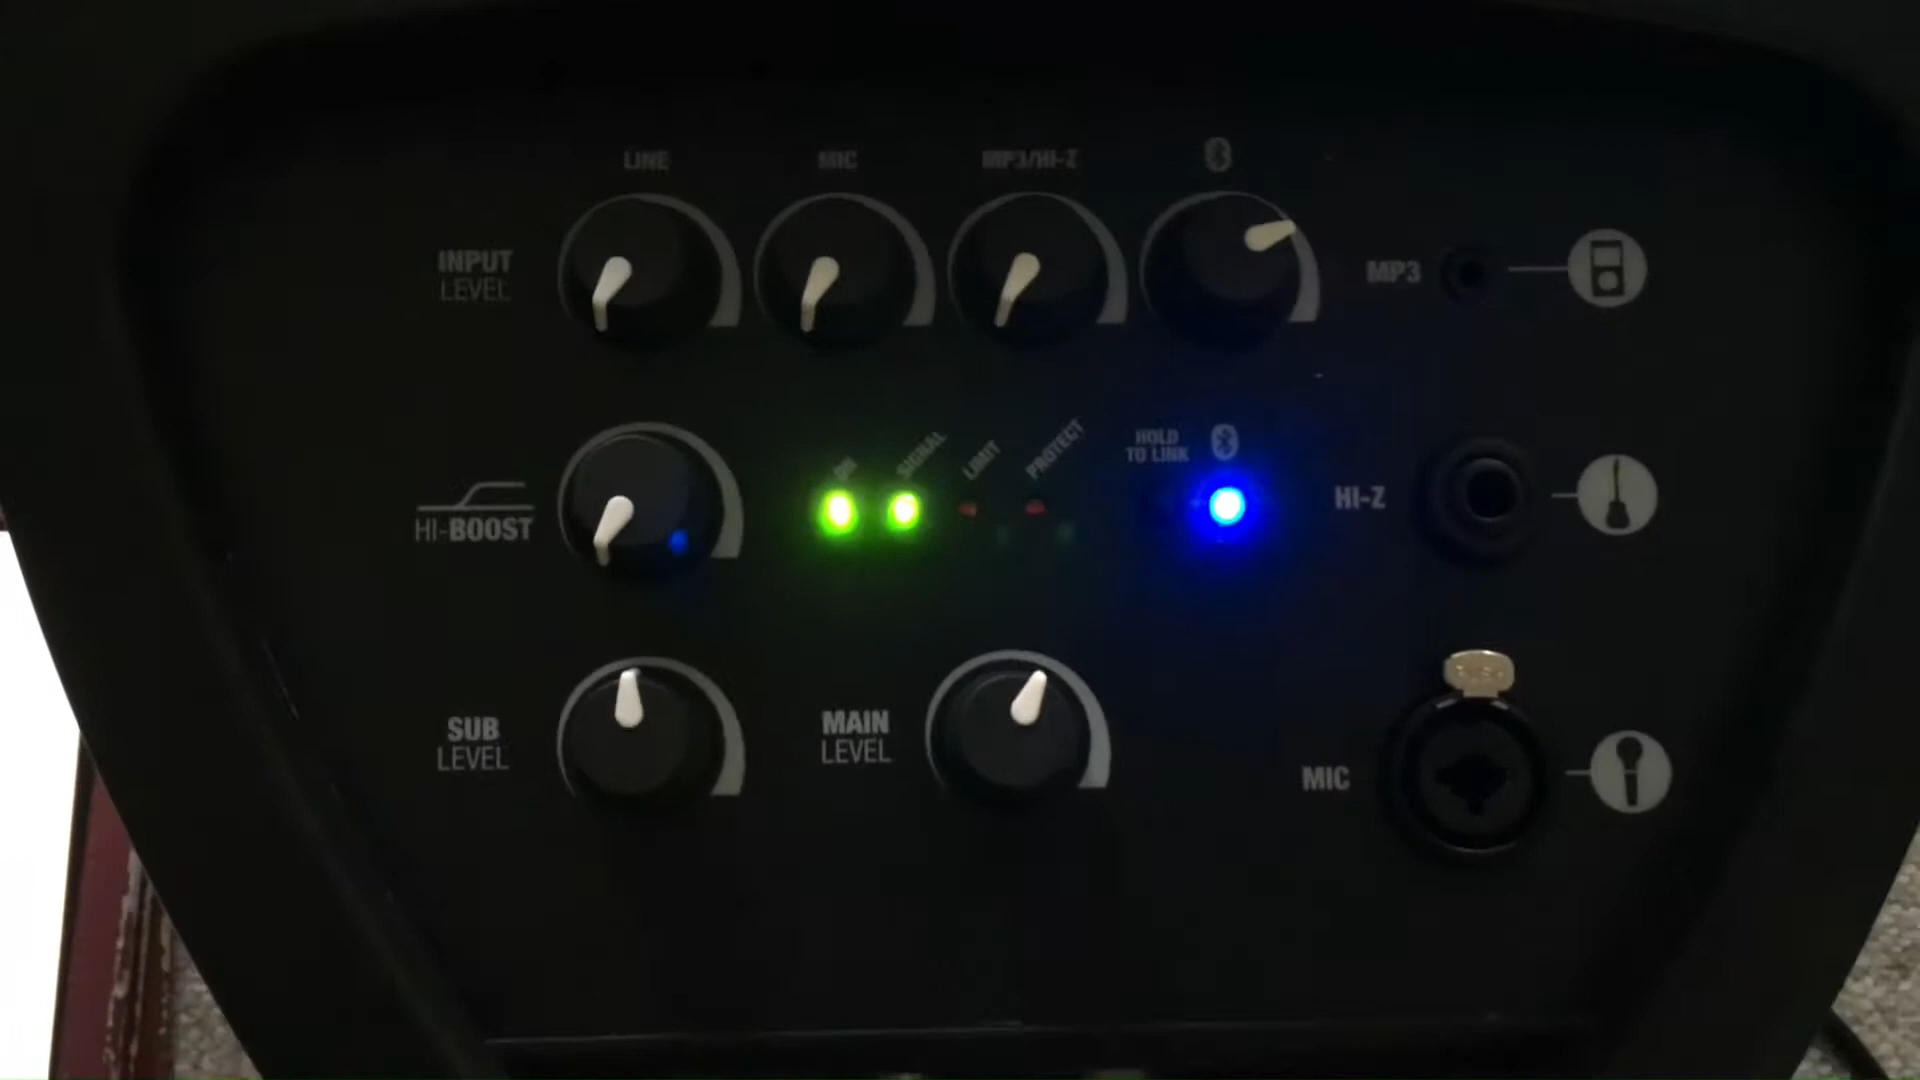 LINE
MIC
MP3/HI-Z
INPUT
LEVEL
MP3
ON
SIGNAL
LIMIT
PROTECT
HOLD
TO LINK
HI-BOOST
HI-Z
SUB
LEVEL
MAIN
LEVEL
MIC